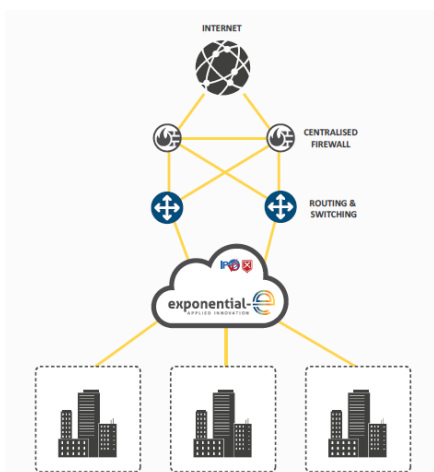 INTERNET
CENTRALISED
FIREWALL
ROUTING &
SWITCHING
exponential-e
APPLIED INNOVATION